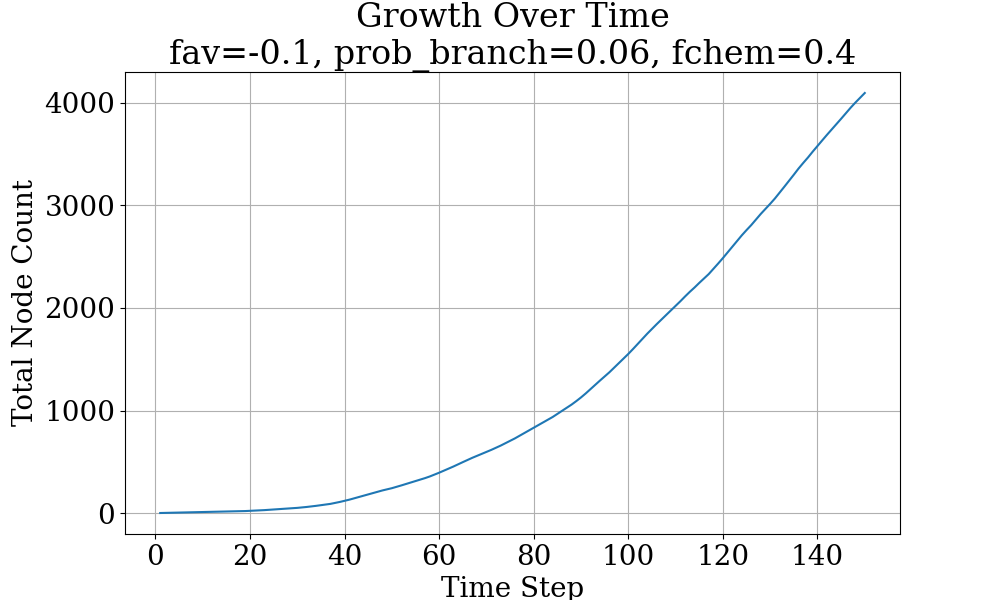 Growth Over Time
fav=-0.1, prob_branch=0.06, fchem=0.4
Total Node Count
4000
3000
2000
1000
0
0 20 40 60 80 100 120 140
Time Step